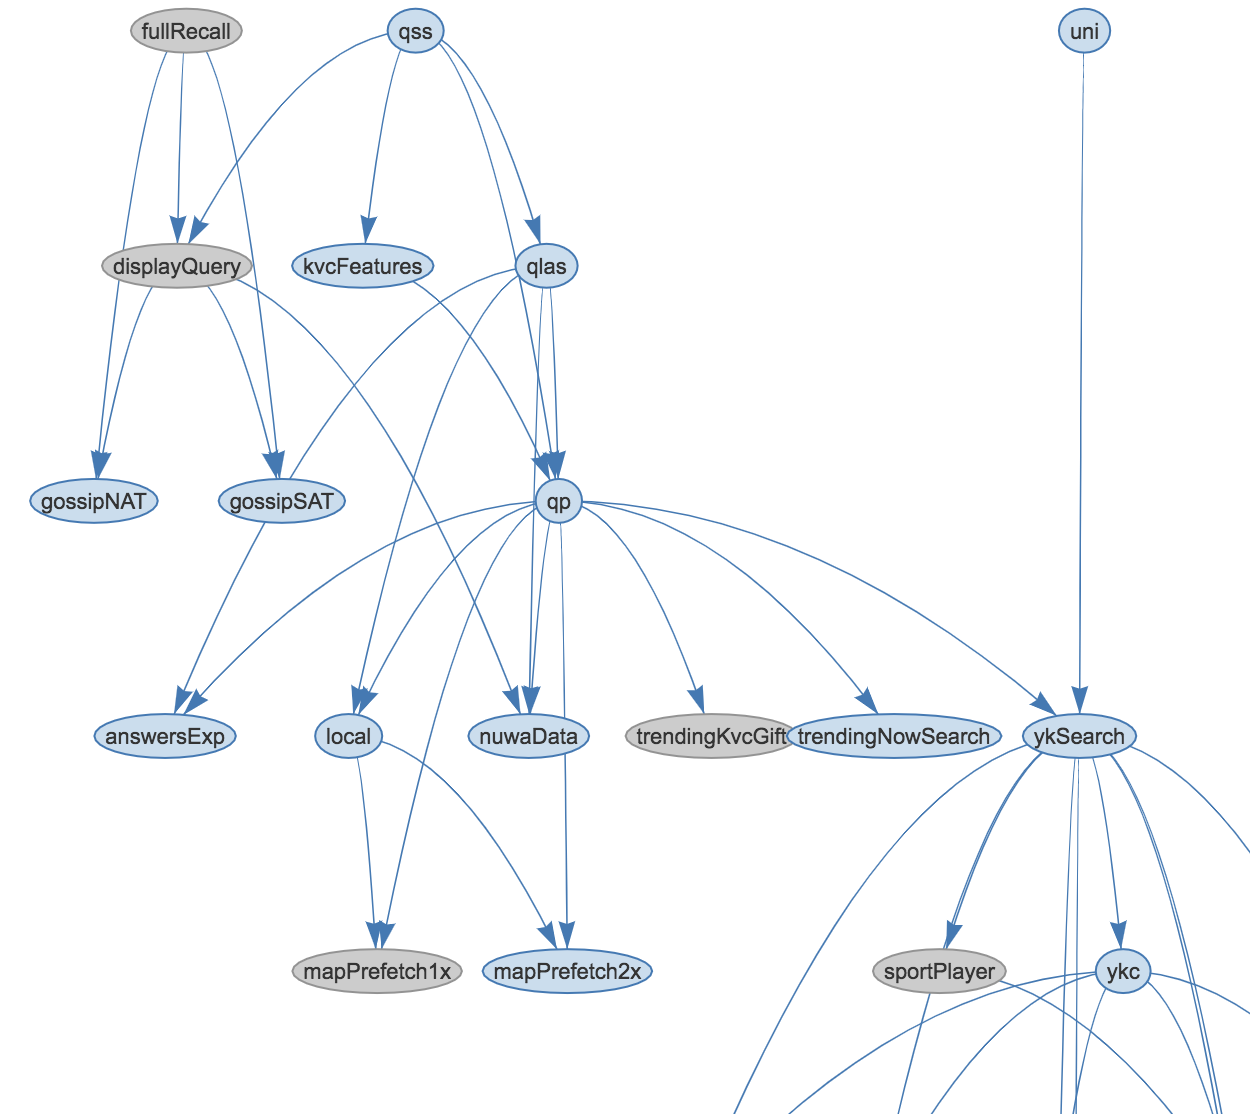 fullRecall
qss
uni
displayQuery
kvcFeatures
qlas
gossipNAT
gossipSAT
qp
answersExp
local
nuwaData
trendingKvcGift
trendingNowSearch
ykSearch
mapPrefetch1x
mapPrefetch2x
sportPlayer
ykc